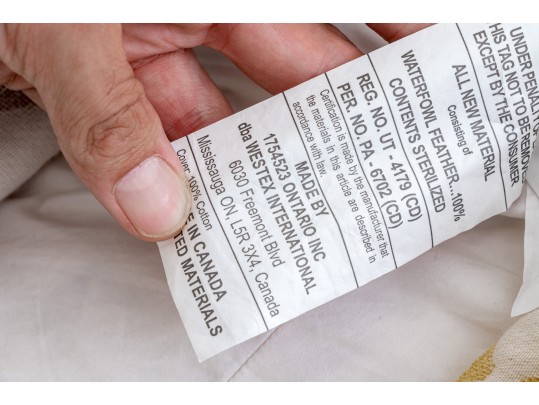 UNDER PENALTY OF
THIS TAG NOT TO BE REMOVED
EXCEPT BY THE CONSUMER
ALL NEW MATERIAL
Consisting of
WATERFOWL FEATHER...100%
CONTENTS STERILIZED
REG. NO. UT - 4179 (CD)
PER. NO. PA - 6702 (CD)
Certification is made by the manufacturer that
the materials in this article are described in
accordance with law.
MADE BY
1754523 ONTARIO INC
dba WESTEX INTERNATIONAL
6030 Freemont Blvd
Mississauga ON, L5R 3X4, Canada
Cover: 100% Cotton
IN CANADA
MATERIALS